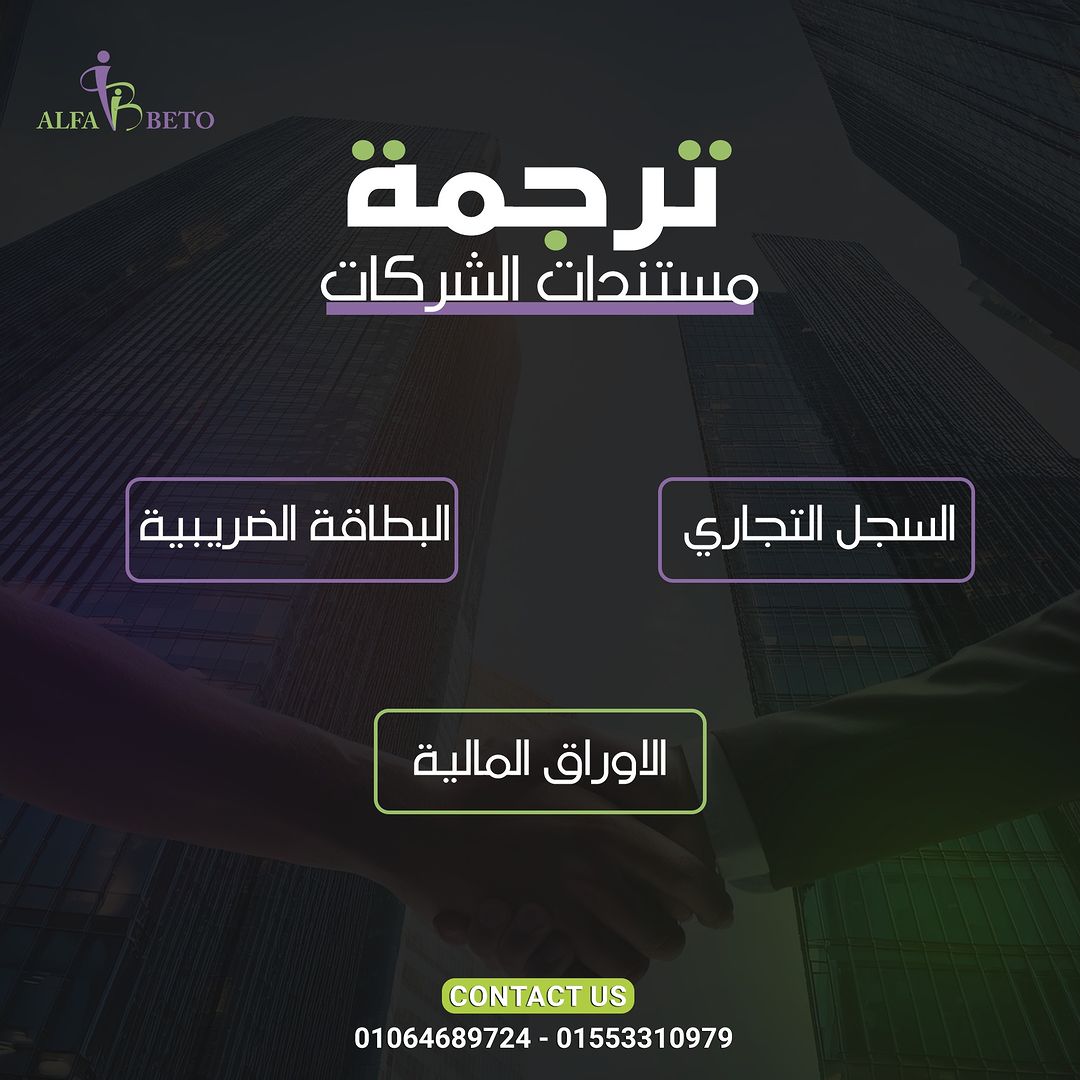 ALFA BETO
ترجمة
مستندات الشركات
السجل التجاري
البطاقة الضريبية
الاوراق المالية
CONTACT US
01064689724 - 01553310979